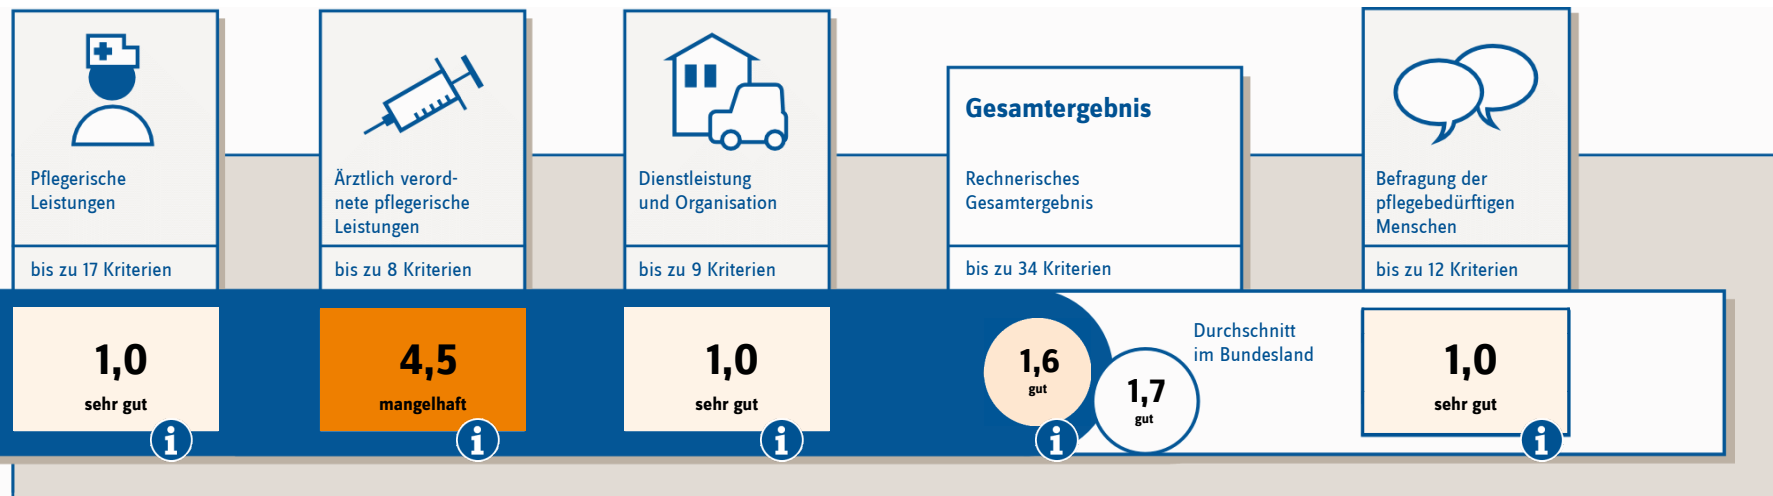 Pflegerische
Leistungen
bis zu 17 Kriterien
1,0
sehr gut
i
Ärztlich verord-
nete pflegerische
Leistungen
bis zu 8 Kriterien
4,5
mangelhaft
i
Dienstleistung
und Organisation
bis zu 9 Kriterien
1,0
sehr gut
i
Gesamtergebnis
Rechnerisches
Gesamtergebnis
bis zu 34 Kriterien
1,6
gut
i
1,7
gut
Durchschnitt
im Bundesland
Befragung der
pflegebedürftigen
Menschen
bis zu 12 Kriterien
1,0
sehr gut
i